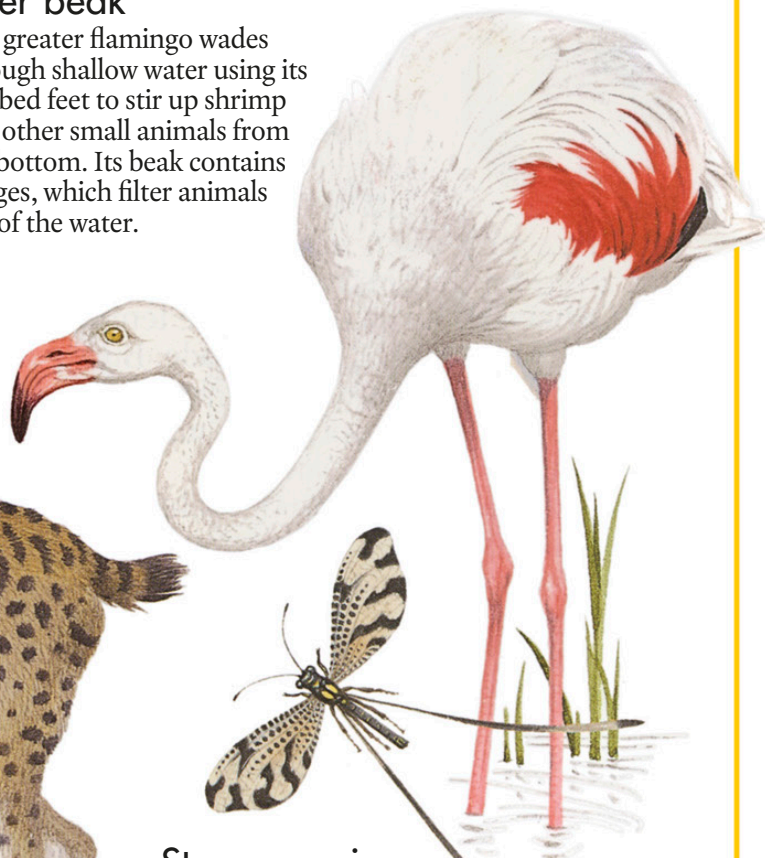 er beak
greater flamingo wades
ough shallow water using its
bed feet to stir up shrimp
other small animals from
bottom. Its beak contains
ges, which filter animals
of the water.